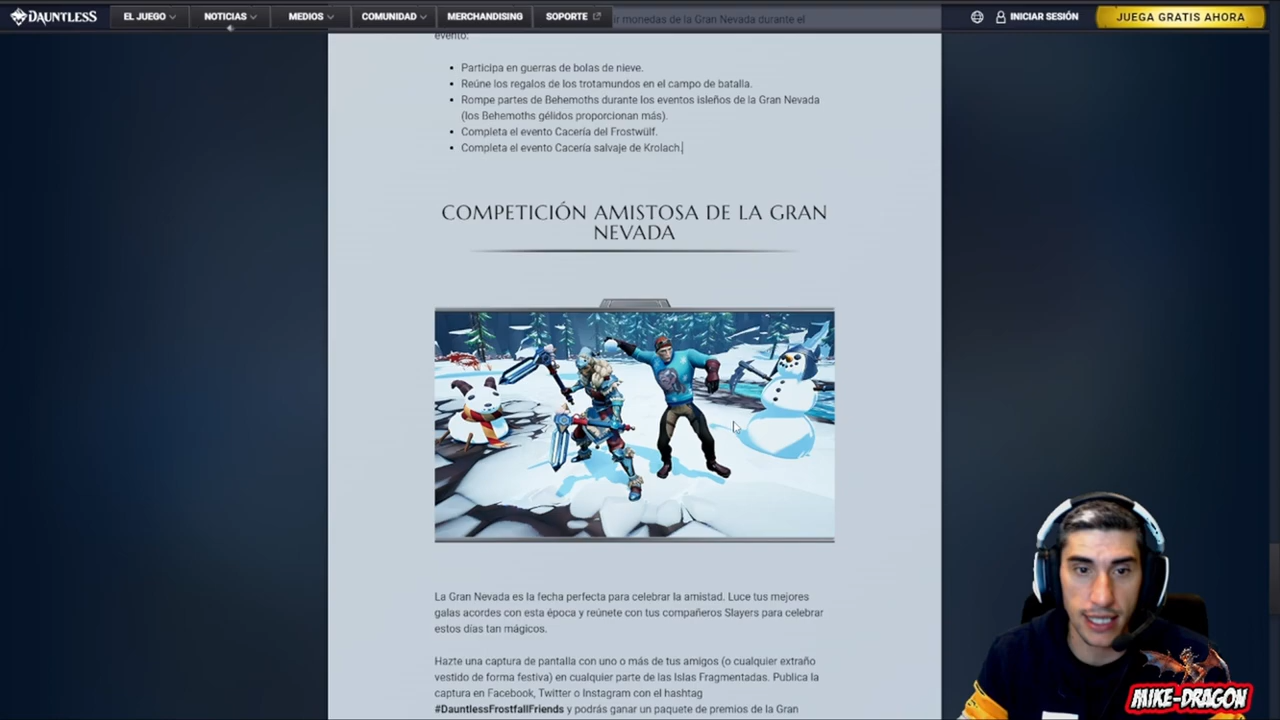 DAUNTLESS EL JUEGO NOTICIAS MEDIOS COMUNIDAD MERCHANDISING SOPORTE INICIAR SESIÓN JUEGA GRATIS AHORA
monedas de la Gran Nevada durante el
evento:
• Participa en guerras de bolas de nieve.
• Reúne los regalos de los trotamundos en el campo de batalla.
• Rompe partes de Behemoths durante los eventos isleños de la Gran Nevada
(los Behemoths gélidos proporcionan más).
• Completa el evento Cacería del Frostwülf.
• Completa el evento Cacería salvaje de Krolach.
COMPETICIÓN AMISTOSA DE LA GRAN
NEVADA
La Gran Nevada es la fecha perfecta para celebrar la amistad. Luce tus mejores
galas acordes con esta época y reúnete con tus compañeros Slayers para celebrar
estos días tan mágicos.
Hazte una captura de pantalla con uno o más de tus amigos (o cualquier extraño
vestido de forma festiva) en cualquier parte de las Islas Fragmentadas. Publica la
captura en Facebook, Twitter o Instagram con el hashtag
#DauntlessFrostfallFriends y podrás ganar un paquete de premios de la Gran
MIKE-DRAGON